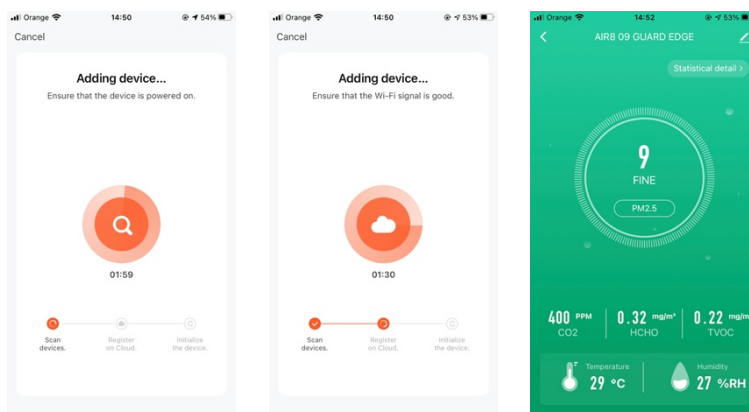 Orange 14:50 54%
Cancel
Adding device...
Ensure that the device is powered on.
01:59
Scan devices.
Register on Cloud.
Initialize the device.
Orange 14:50 53%
Cancel
Adding device...
Ensure that the Wi-Fi signal is good.
01:30
Scan devices.
Register on Cloud.
Initialize the device.
Orange 14:52 53%
AIR8 09 GUARD EDGE
Statistical detail >
9
FINE
PM2.5
400 PPM
CO2
0.32 mg/m³
HCHO
0.22 mg/m
TVOC
Temperature
29 °C
Humidity
27 %RH